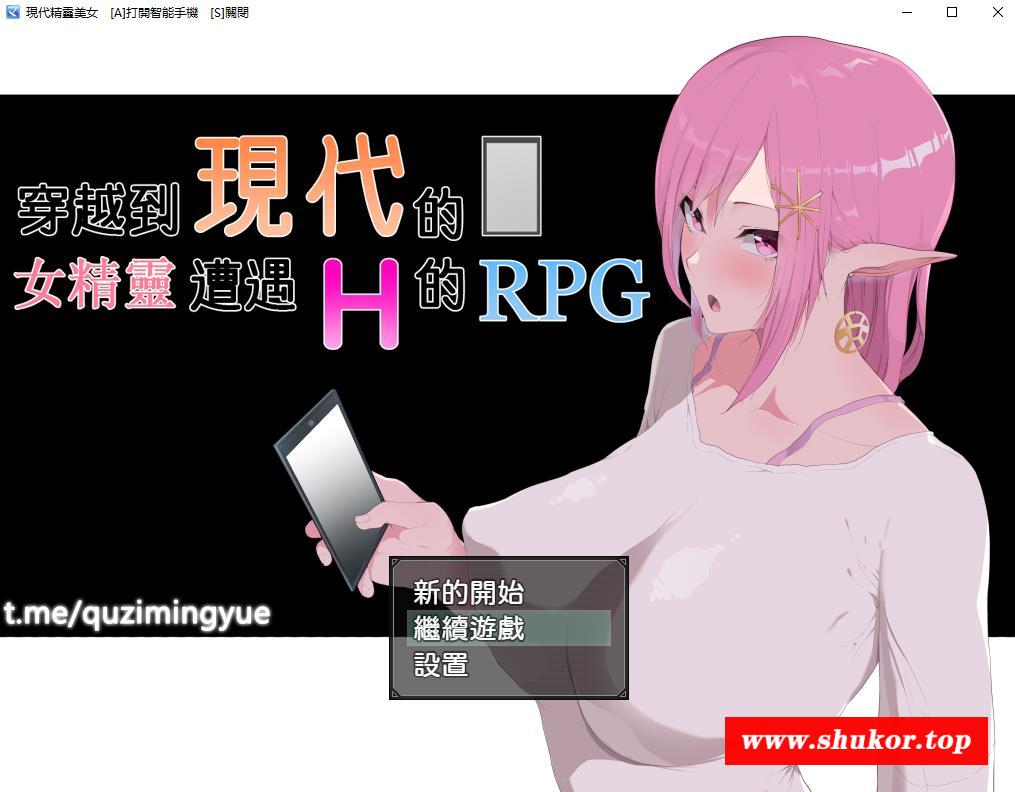 現代精靈美女 [A]打開智能手機 [S]關閉
穿越到現代的
女精靈遭遇H的RPG
t.me/quzimingyue
新的開始
繼續遊戲
設置
www.shukor.top